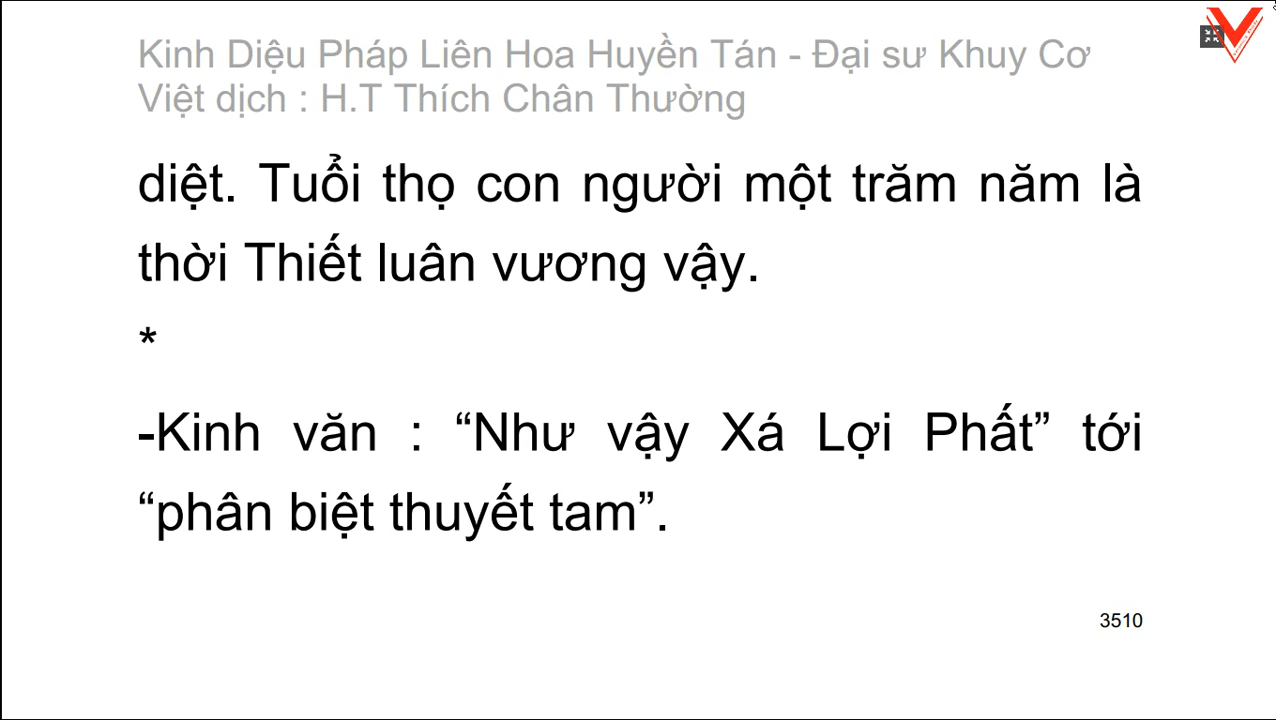 Kinh Diệu Pháp Liên Hoa Huyền Tán - Đại sư Khuy Cơ
Việt dịch : H.T Thích Chân Thường
diệt. Tuổi thọ con người một trăm năm là
thời Thiết luân vương vậy.
*
-Kinh văn : “Như vậy Xá Lợi Phất” tới
“phân biệt thuyết tam”.
3510